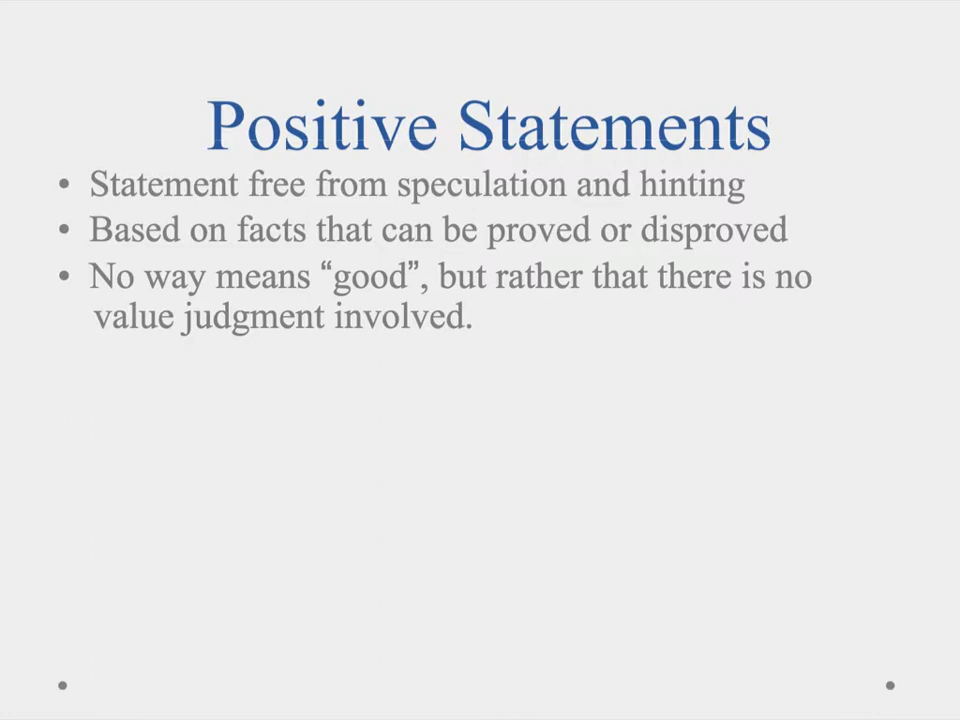 Positive Statements
• Statement free from speculation and hinting
• Based on facts that can be proved or disproved
• No way means “good”, but rather that there is no
value judgment involved.